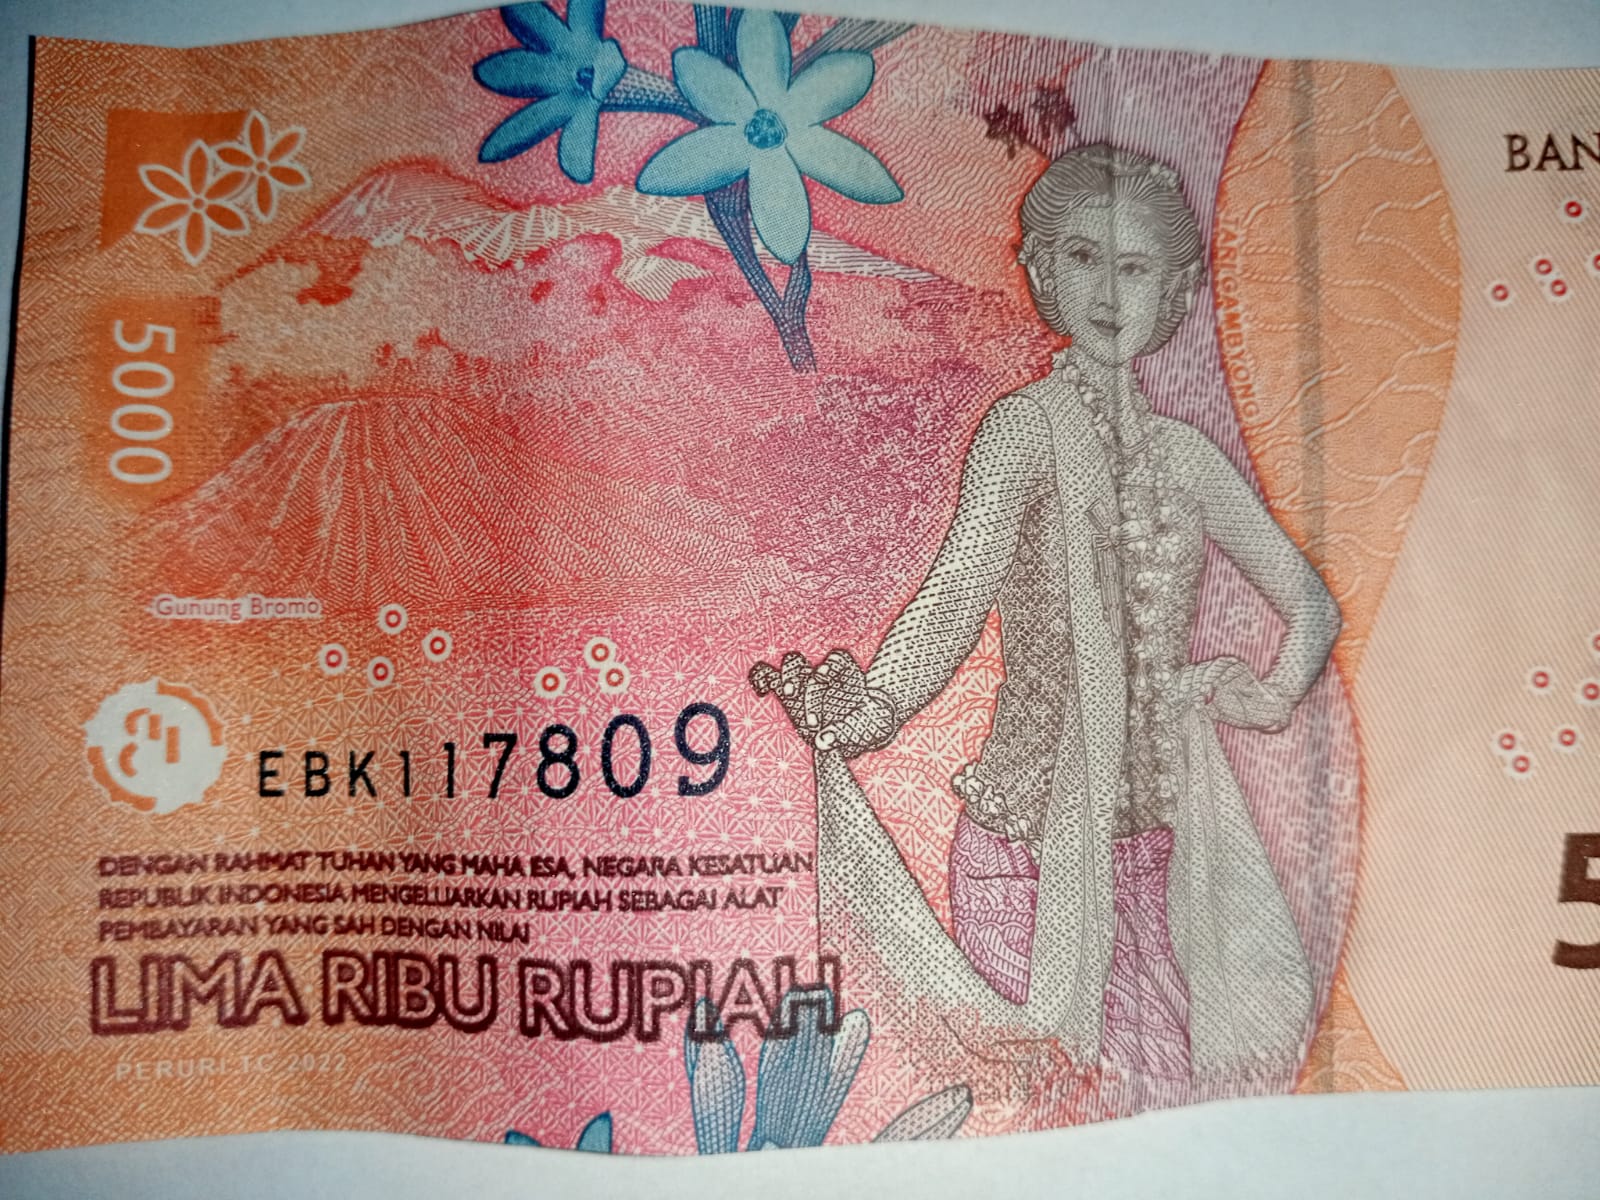 5000
TARI GAMBYONG
BAN
Gunung Bromo
EBK117809
DENGAN RAHMAT TUHAN YANG MAHA ESA, NEGARA KESATUAN
REPUBLIK INDONESIA MENGELUARKAN RUPIAH SEBAGAI ALAT
PEMBAYARAN YANG SAH DENGAN NILAI
LIMA RIBU RUPIAH
5
PERURI TC 2022